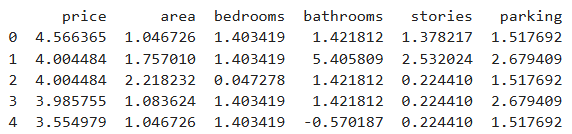 price area bedrooms bathrooms stories parking
0 4.566365 1.046726 1.403419 1.421812 1.378217 1.517692
1 4.004484 1.757010 1.403419 5.405809 2.532024 2.679409
2 4.004484 2.218232 0.047278 1.421812 0.224410 1.517692
3 3.985755 1.083624 1.403419 1.421812 0.224410 2.679409
4 3.554979 1.046726 1.403419 -0.570187 0.224410 1.517692